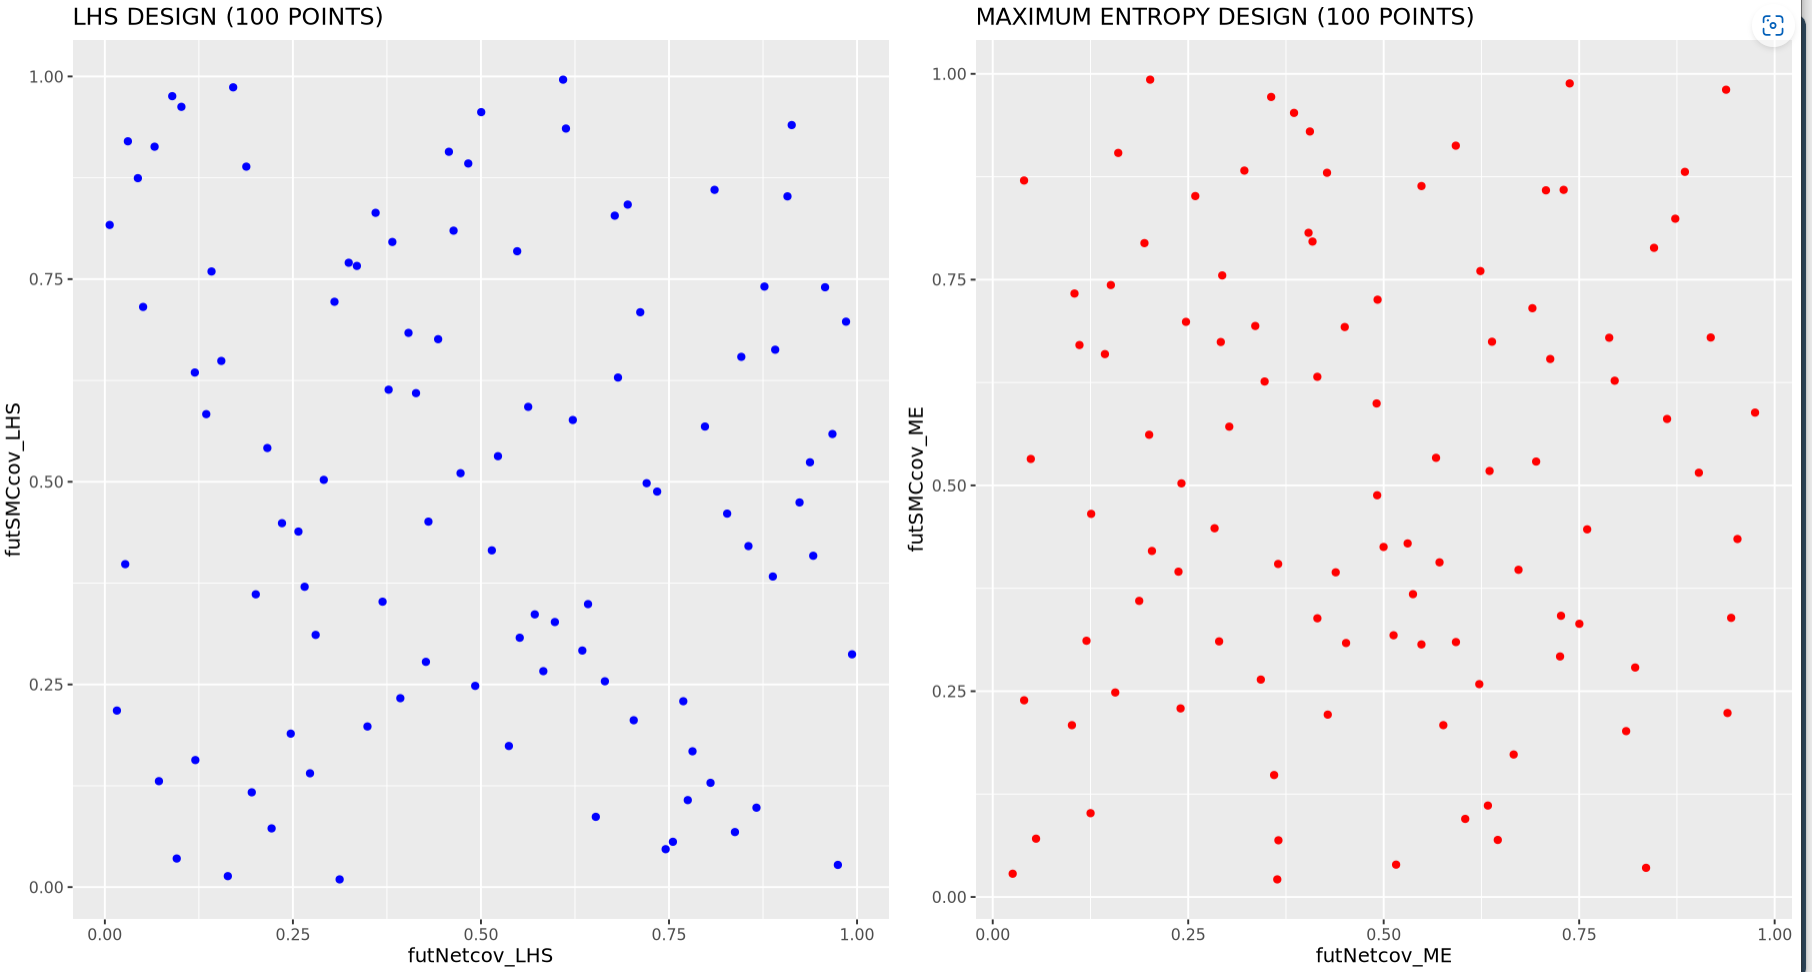 LHS DESIGN (100 POINTS)
1.00
0.75
0.50
0.25
0.00
futSMCcov_LHS
0.00 0.25 0.50 0.75 1.00
futNetcov_LHS
MAXIMUM ENTROPY DESIGN (100 POINTS)
1.00
0.75
0.50
0.25
0.00
futSMCcov_ME
0.00 0.25 0.50 0.75 1.00
futNetcov_ME